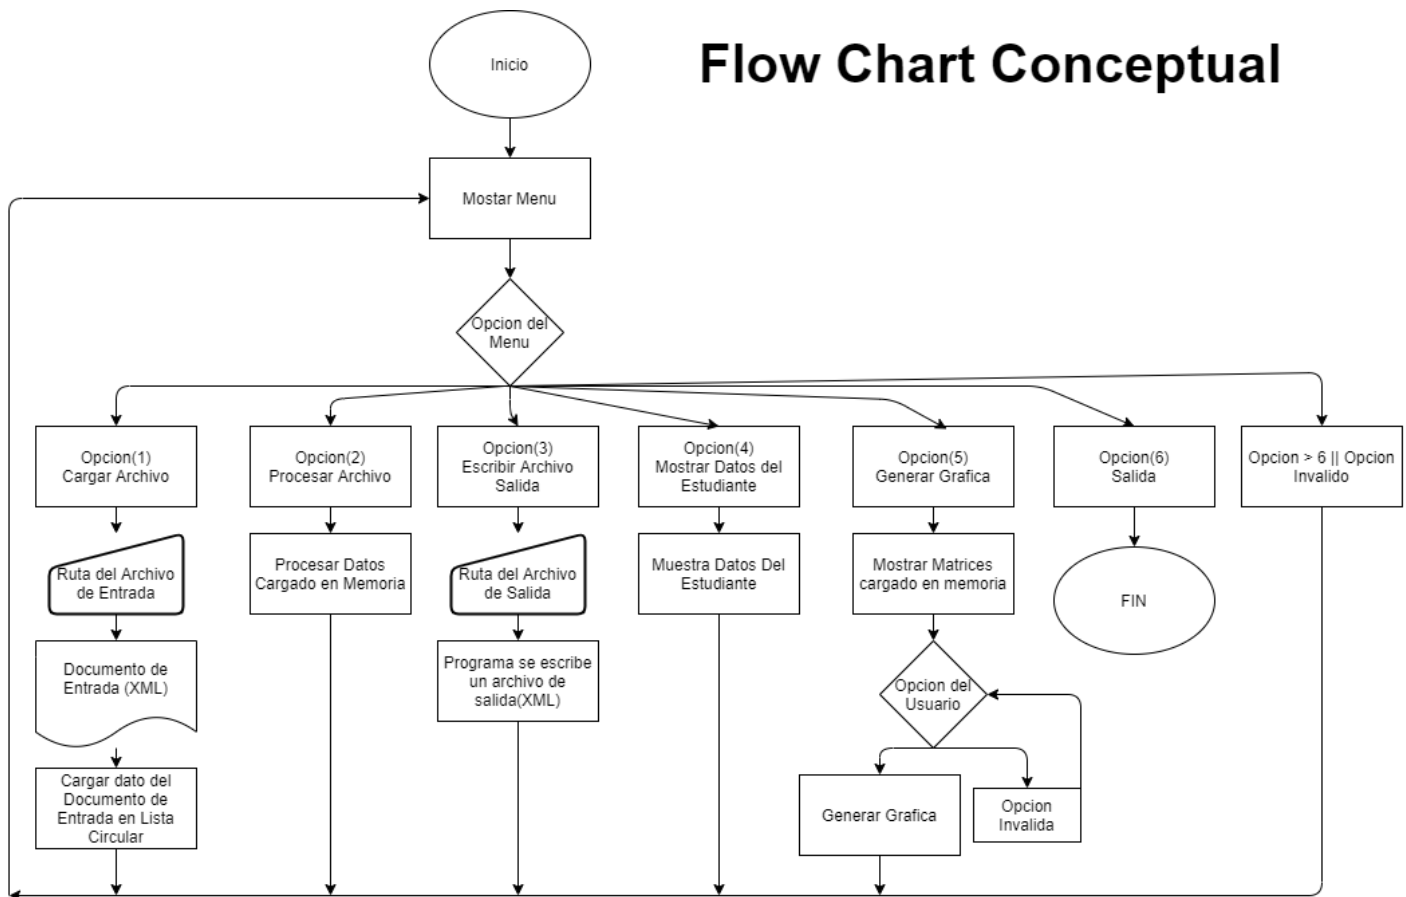 Flow Chart Conceptual
Inicio
Mostar Menu
Opcion del
Menu
Opcion(1)
Cargar Archivo
Opcion(2)
Procesar Archivo
Opcion(3)
Escribir Archivo
Salida
Opcion(4)
Mostrar Datos del
Estudiante
Opcion(5)
Generar Grafica
Opcion(6)
Salida
Opcion > 6 || Opcion
Invalido
Ruta del Archivo
de Entrada
Procesar Datos
Cargado en Memoria
Ruta del Archivo
de Salida
Muestra Datos Del
Estudiante
Mostrar Matrices
cargado en memoria
FIN
Documento de
Entrada (XML)
Programa se escribe
un archivo de
salida(XML)
Opcion del
Usuario
Cargar dato del
Documento de
Entrada en Lista
Circular
Generar Grafica
Opcion
Invalida